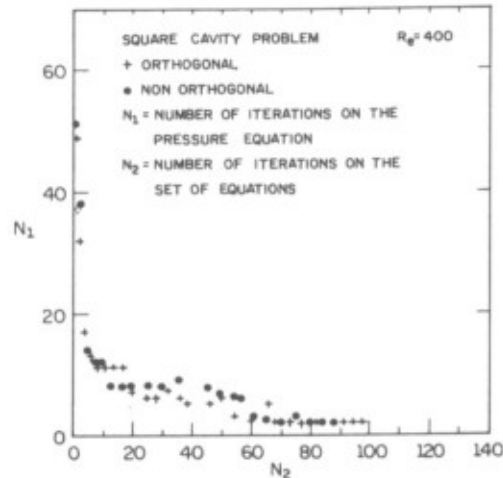 SQUARE CAVITY PROBLEM Re=400
+ ORTHOGONAL
● NON ORTHOGONAL
N1=NUMBER OF ITERATIONS ON THE
PRESSURE EQUATION
N2=NUMBER OF ITERATIONS ON THE
SET OF EQUATIONS
60
40
N1
20
0
0 20 40 60 80 100 120 140
N2